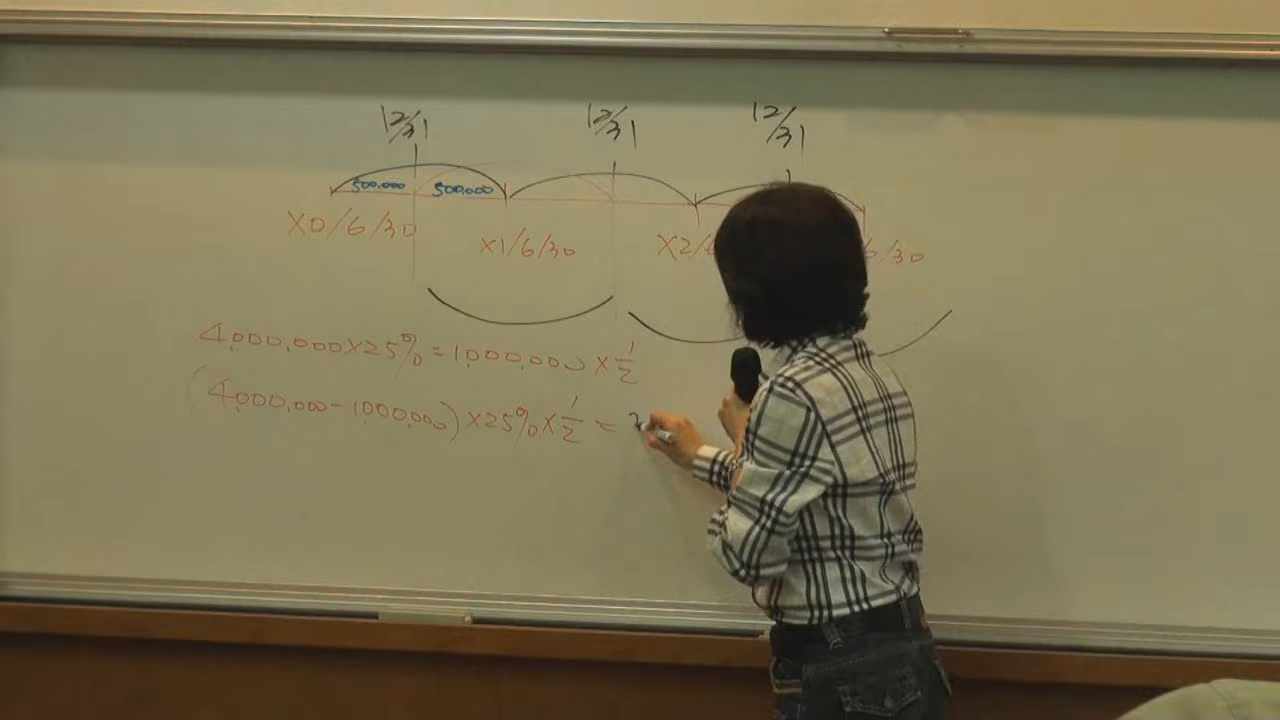 12/31 12/31 12/31
500,000 500,000
X0/6/30 X1/6/30 X2/6 6/30
4,000,000×25%=1,000,000×1/2
(4,000,000-1,000,000)×25%×1/2=